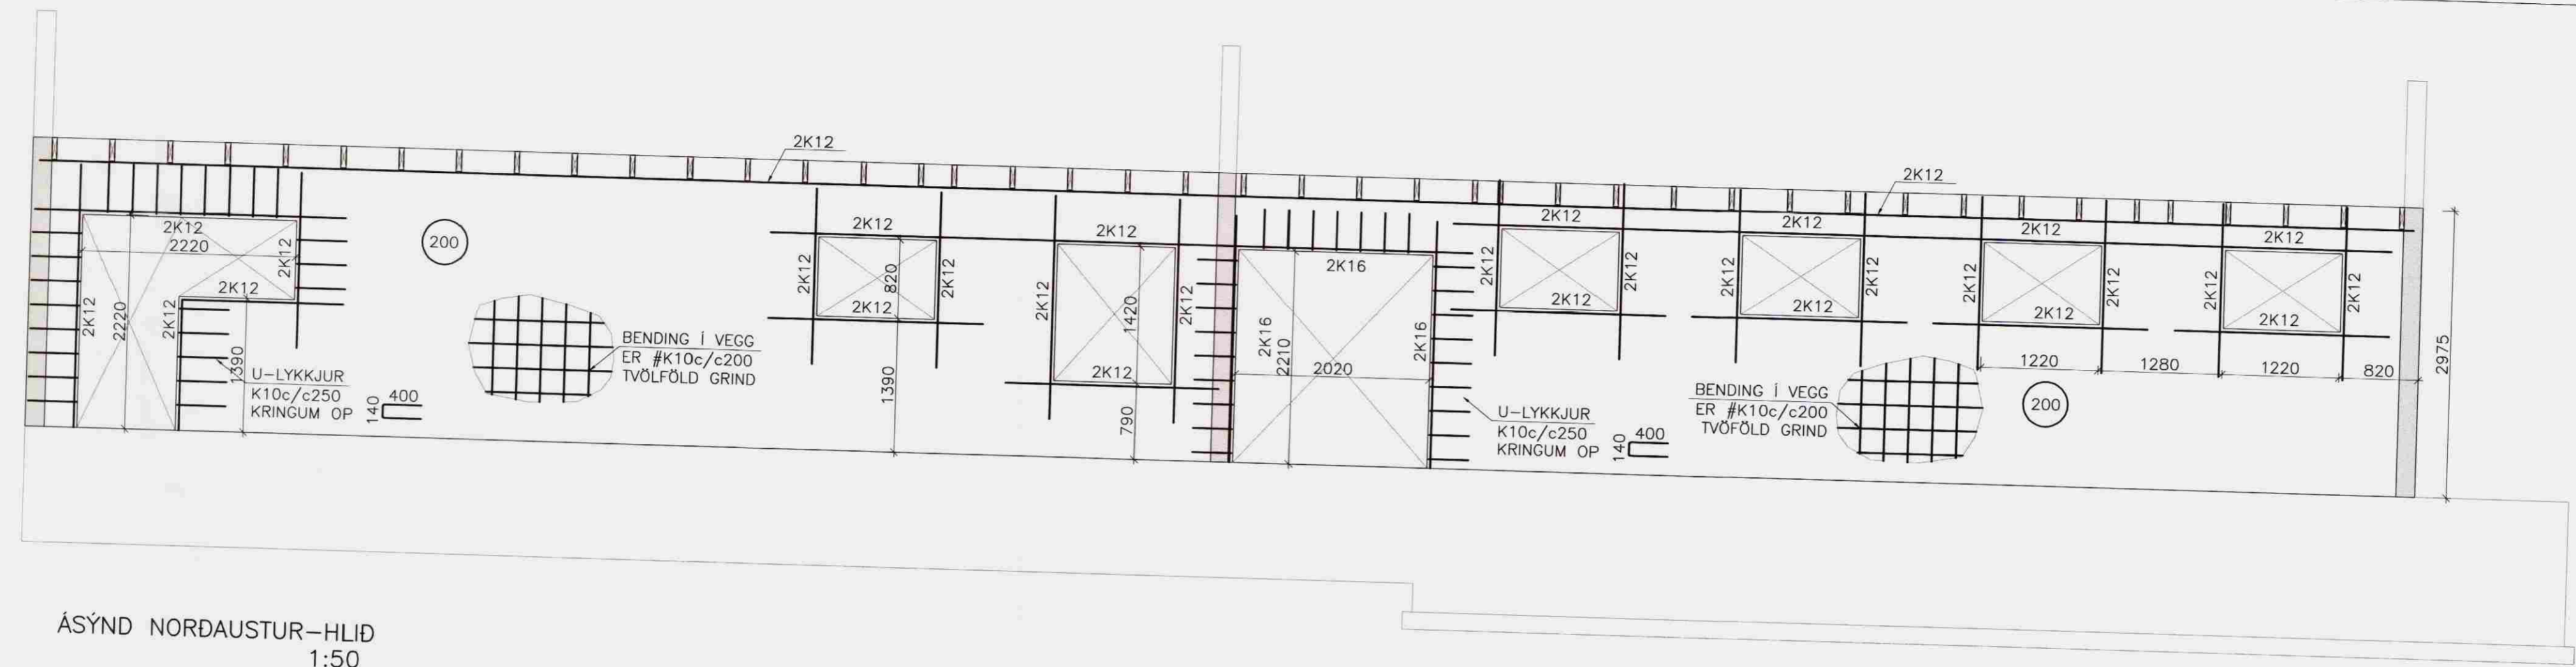 2K12
2K12
2K12
2220
2K12
2K12
2K12
2220
2K12
1390
U-LYKKJUR
K10c/c250
KRINGUM OP
140
400
200
BENDING Í VEGG
ER #K10c/c200
TVÖLFÖLD GRIND
2K12
2K12
820
2K12
2K12
1390
2K12
2K12
1420
2K12
2K12
790
2K16
2K16
2210
2020
2K16
U-LYKKJUR
K10c/c250
KRINGUM OP
140
400
2K12
2K12
2K12
2K12
2K12
2K12
2K12
2K12
BENDING Í VEGG
ER #K10c/c200
TVÖFÖLD GRIND
200
2K12
2K12
2K12
2K12
2K12
2K12
2K12
2K12
1220
1280
1220
820
2975
ÁSÝND NORÐAUSTUR-HLIÐ
1:50